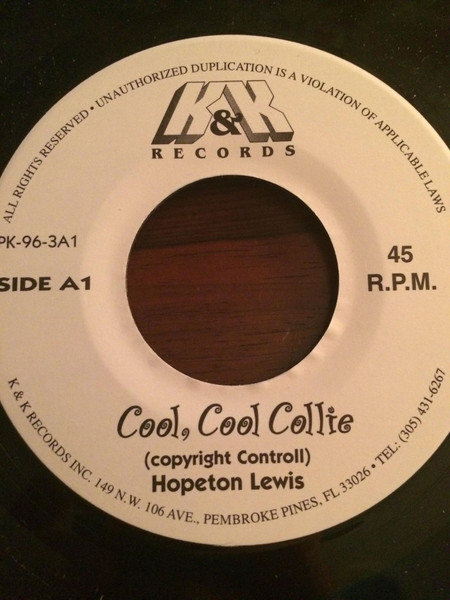 ALL RIGHTS RESERVED • UNAUTHORIZED DUPLICATION IS A VIOLATION OF APPLICABLE LAWS
K&K
RECORDS
PK-96-3A1
SIDE A1
45
R.P.M.
Cool, Cool Collie
(copyright Controll)
Hopeton Lewis
K & K RECORDS INC. 149 N.W. 106 AVE., PEMBROKE PINES, FL 33026 • TEL: (305) 431-6267